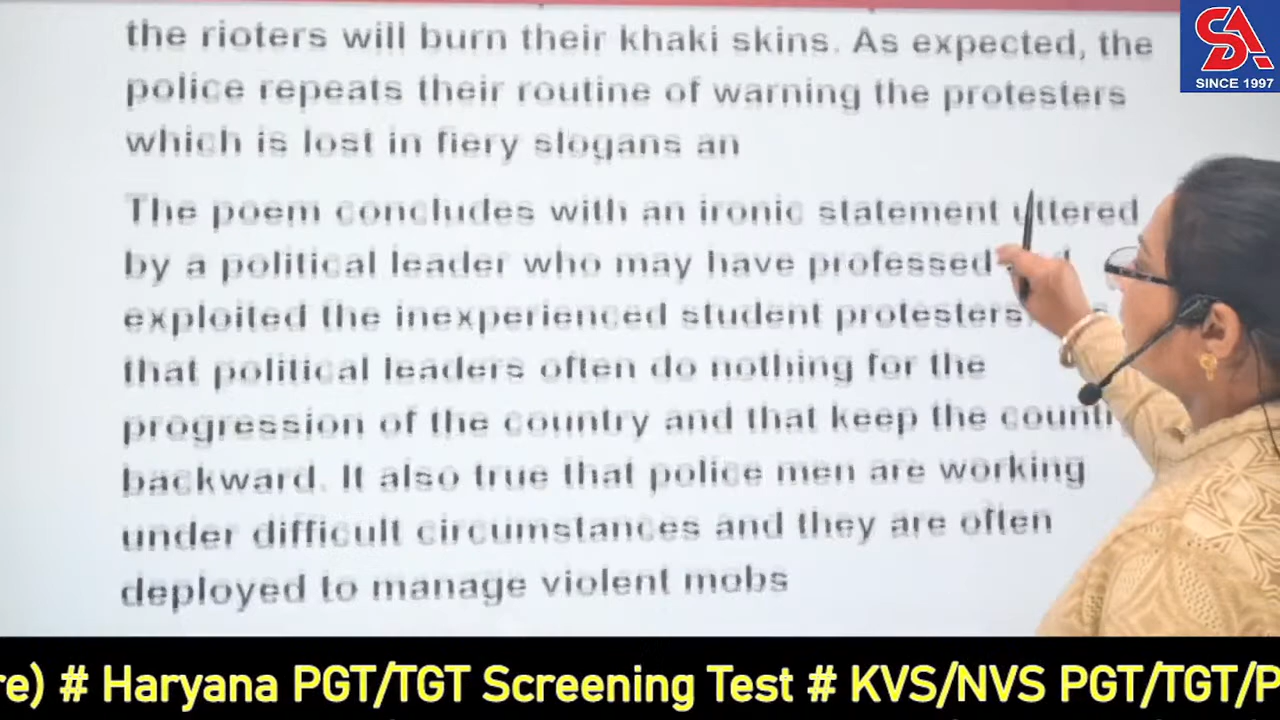 the rioters will burn their khaki skins. As expected, the
police repeats their routine of warning the protesters
which is lost in fiery slogans an
The poem concludes with an ironic statement uttered
by a political leader who may have professed
exploited the inexperienced student protesters
that political leaders often do nothing for the
progression of the country and that keep the
backward. It also true that police men are working
under difficult circumstances and they are often
deployed to manage violent mobs
SA
SINCE 1997
re) # Haryana PGT/TGT Screening Test # KVS/NVS PGT/TGT/P